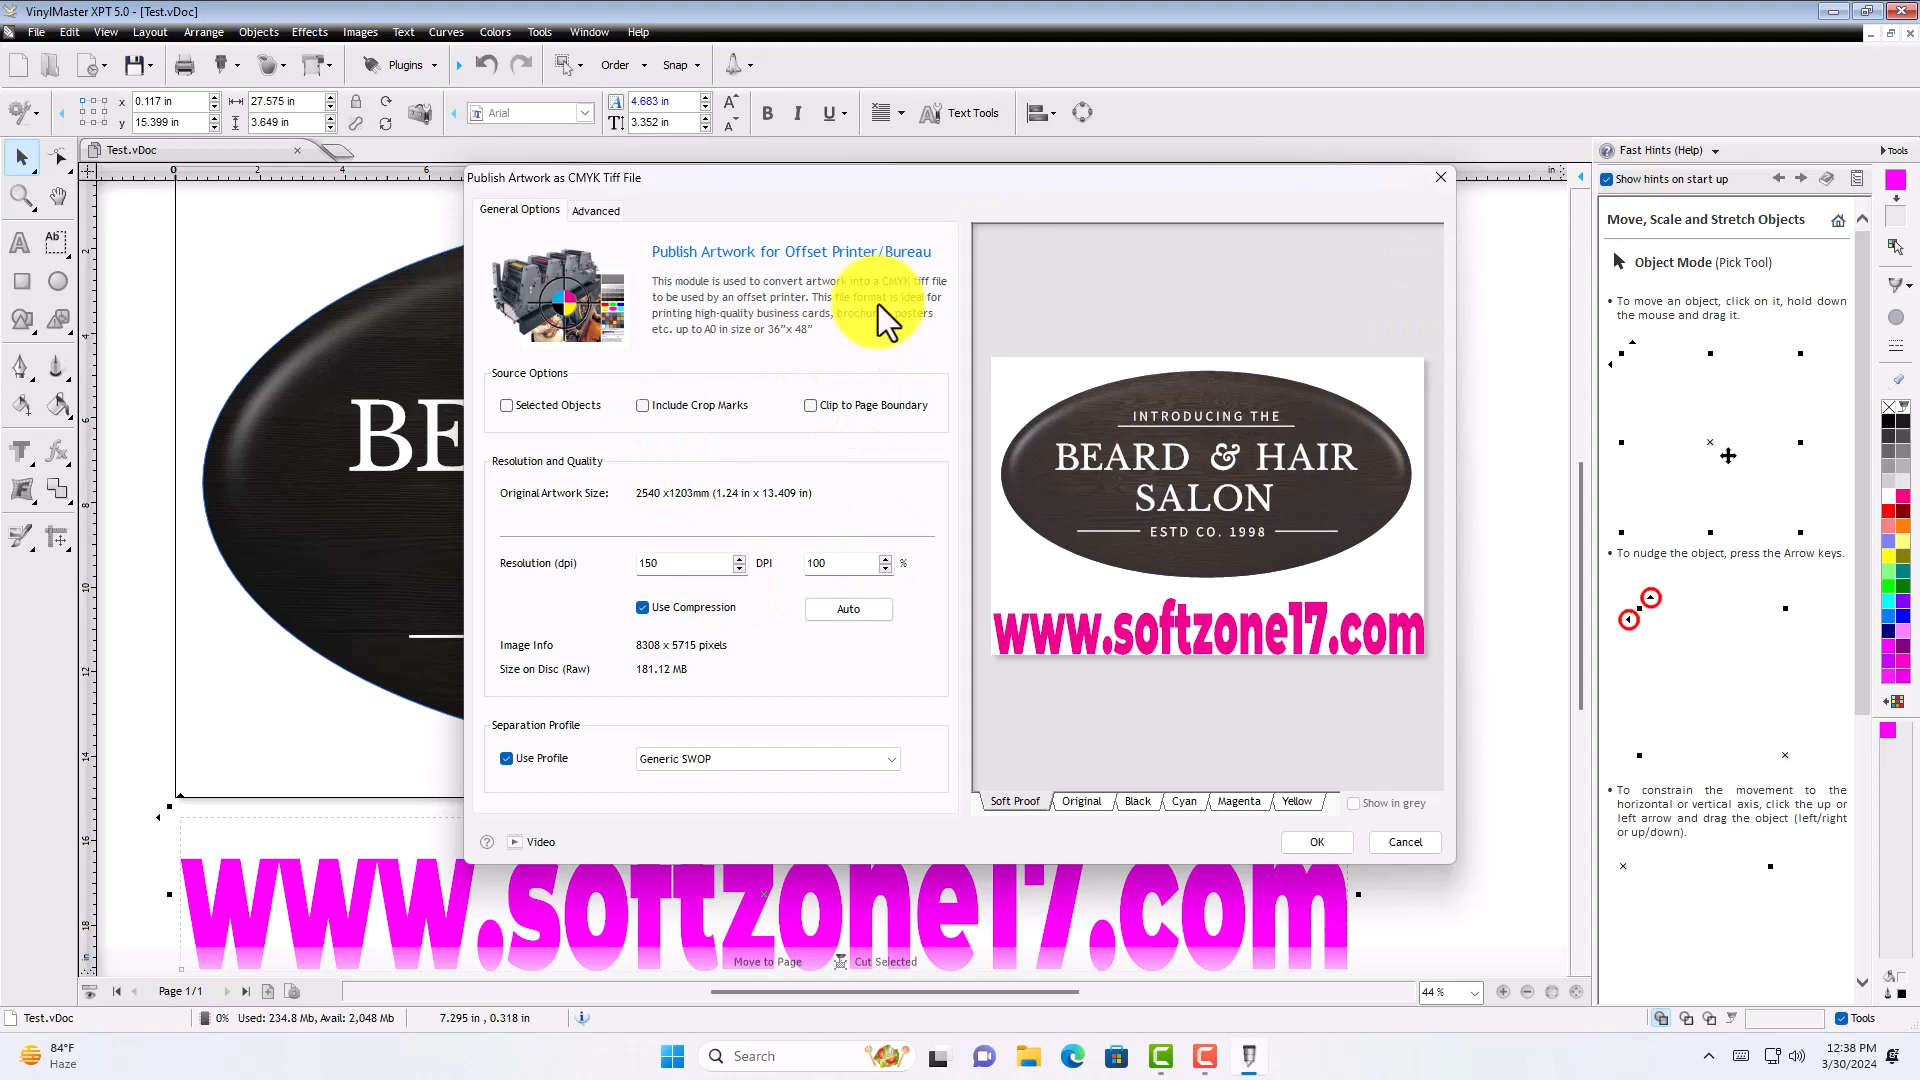 VinylMaster XPT 5.0 - [Test.vDoc]
File Edit View Layout Arrange Objects Effects Images Text Curves Colors Tools Window Help
Plugins Order Snap
x 0.117 in 27.575 in Arial 4.683 in B I U Text Tools
y 15.399 in 3.649 in 3.352 in
Test.vDoc
0 2 4 6 in
Fast Hints (Help) Tools
Show hints on start up
Move, Scale and Stretch Objects
Object Mode (Pick Tool)
• To move an object, click on it, hold down
the mouse and drag it.
• To nudge the object, press the Arrow keys.
• To constrain the movement to the
horizontal or vertical axis, click the up or
left arrow and drag the object (left/right
or up/down).
BE
Publish Artwork as CMYK Tiff File
General Options Advanced
Publish Artwork for Offset Printer/Bureau
This module is used to convert artwork into a CMYK tiff file
to be used by an offset printer. This file format is ideal for
printing high-quality business cards, brochures, posters
etc. up to A0 in size or 36”x 48”
Source Options
Selected Objects Include Crop Marks Clip to Page Boundary
Resolution and Quality
Original Artwork Size: 2540 x1203mm (1.24 in x 13.409 in)
Resolution (dpi) 150 DPI 100 %
Use Compression Auto
Image Info 8308 x 5715 pixels
Size on Disc (Raw) 181.12 MB
Separation Profile
Use Profile Generic SWOP
INTRODUCING THE
BEARD & HAIR
SALON
ESTD CO. 1998
www.softzone17.com
Soft Proof Original Black Cyan Magenta Yellow Show in grey
Video OK Cancel
www.softzone17.com
Move to Page Cut Selected
Page 1/1 44 %
Test.vDoc 0% Used: 234.8 Mb, Avail: 2,048 Mb 7.295 in , 0.318 in Tools
84°F
Haze
Search
12:38 PM
3/30/2024